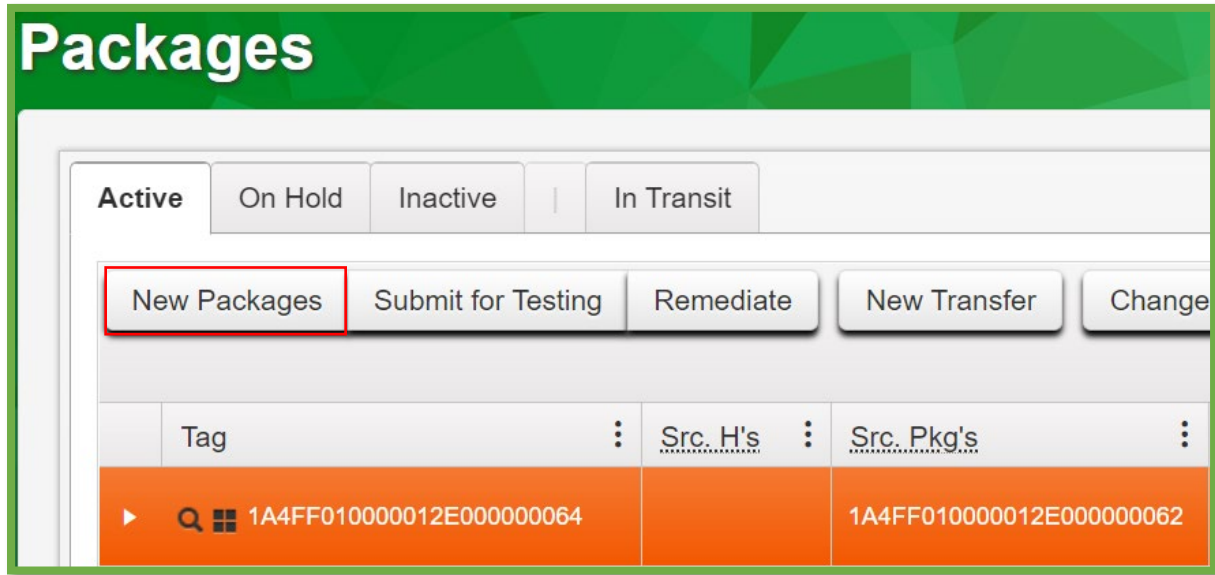 Packages
Active On Hold Inactive | In Transit
New Packages Submit for Testing Remediate New Transfer Change
Tag Src. H's Src. Pkg's
1A4FF010000012E000000064 1A4FF010000012E000000062